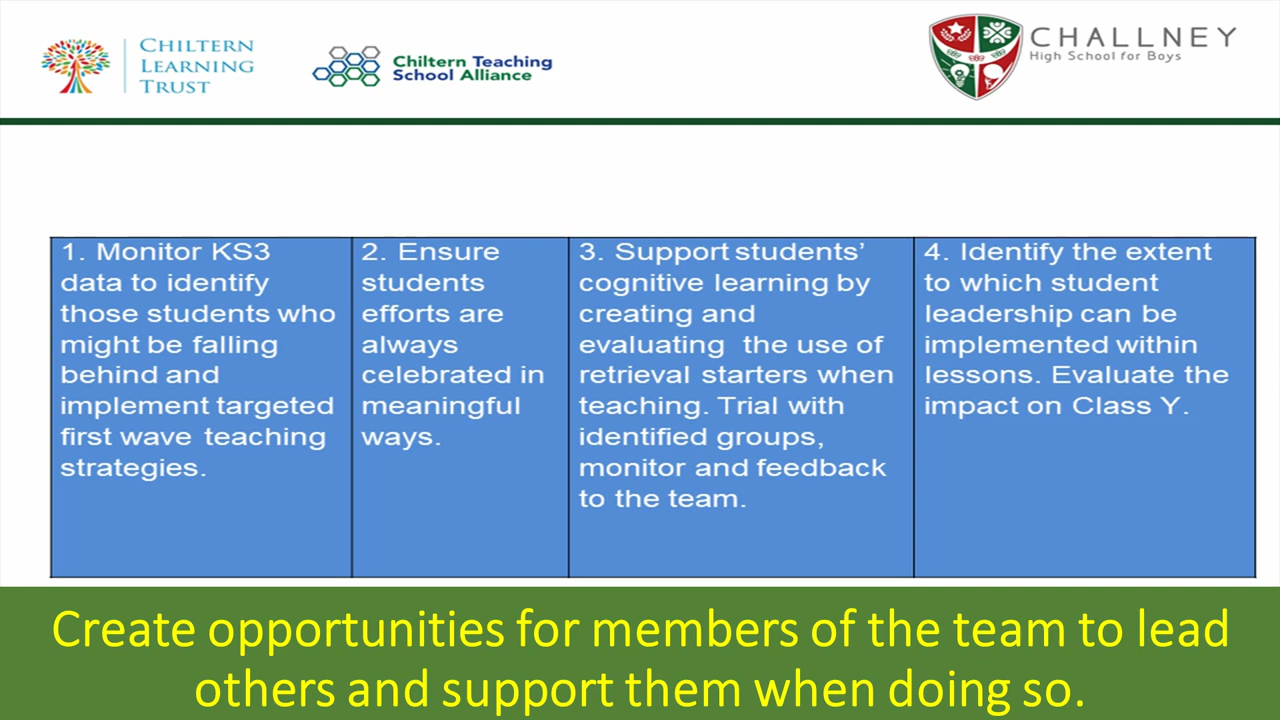 CHILTERN
LEARNING
TRUST
Chiltern Teaching
School Alliance
CHALLNEY
High School for Boys
1. Monitor KS3
data to identify
those students who
might be falling
behind and
implement targeted
first wave teaching
strategies.
2. Ensure
students
efforts are
always
celebrated in
meaningful
ways.
3. Support students’
cognitive learning by
creating and
evaluating the use of
retrieval starters when
teaching. Trial with
identified groups,
monitor and feedback
to the team.
4. Identify the extent
to which student
leadership can be
implemented within
lessons. Evaluate the
impact on Class Y.
Create opportunities for members of the team to lead
others and support them when doing so.